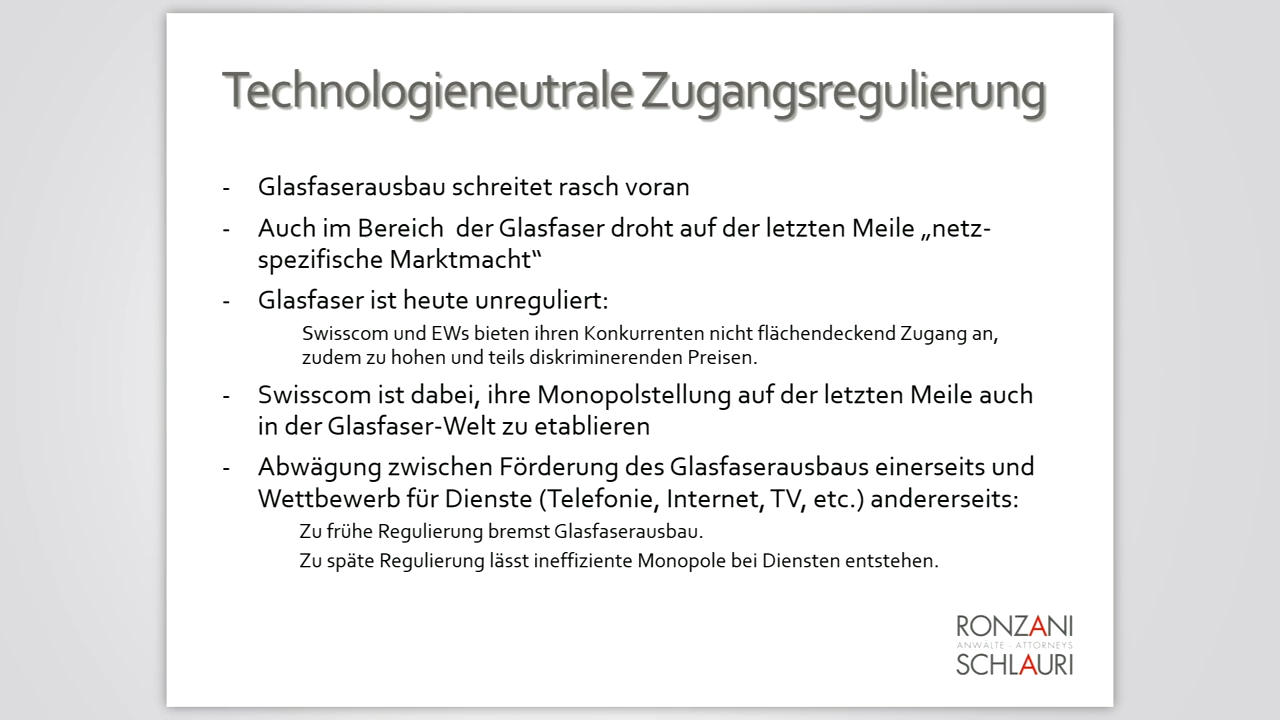 Technologieneutrale Zugangsregulierung
- Glasfaserausbau schreitet rasch voran
- Auch im Bereich der Glasfaser droht auf der letzten Meile „netz-
spezifische Marktmacht“
- Glasfaser ist heute unreguliert:
Swisscom und EWs bieten ihren Konkurrenten nicht flächendeckend Zugang an,
zudem zu hohen und teils diskriminerenden Preisen.
- Swisscom ist dabei, ihre Monopolstellung auf der letzten Meile auch
in der Glasfaser-Welt zu etablieren
- Abwägung zwischen Förderung des Glasfaserausbaus einerseits und
Wettbewerb für Dienste (Telefonie, Internet, TV, etc.) andererseits:
Zu frühe Regulierung bremst Glasfaserausbau.
Zu späte Regulierung lässt ineffiziente Monopole bei Diensten entstehen.
RONZANI
ANWÄLTE - ATTORNEYS
SCHLAURI